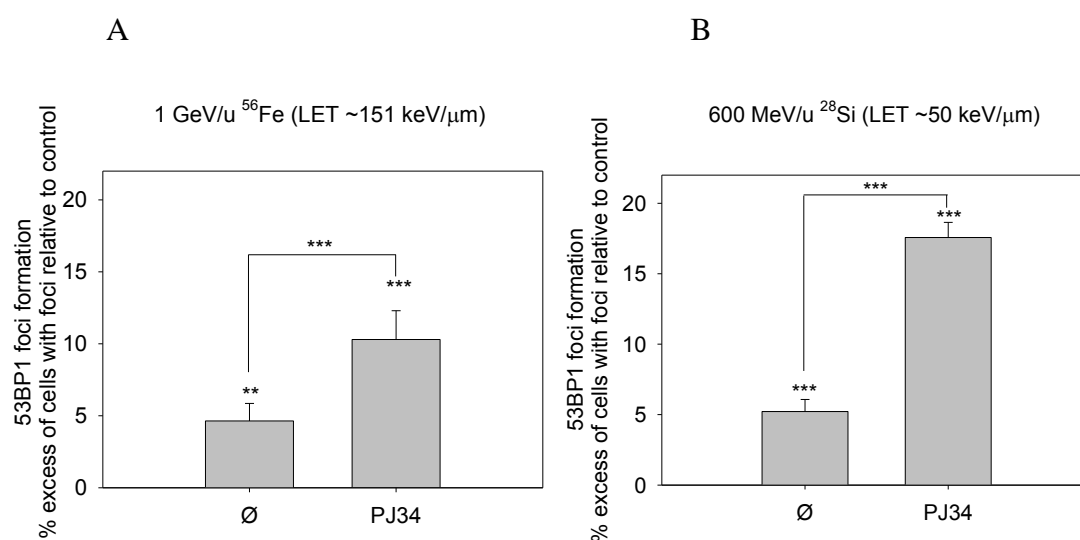 A
1 GeV/u ⁵⁶Fe (LET ~151 keV/μm)
53BP1 foci formation
% excess of cells with foci relative to control
20
15
10
5
0
***
**
***
Ø
PJ34
B
600 MeV/u ²⁸Si (LET ~50 keV/μm)
53BP1 foci formation
% excess of cells with foci relative to control
20
15
10
5
0
***
***
***
Ø
PJ34